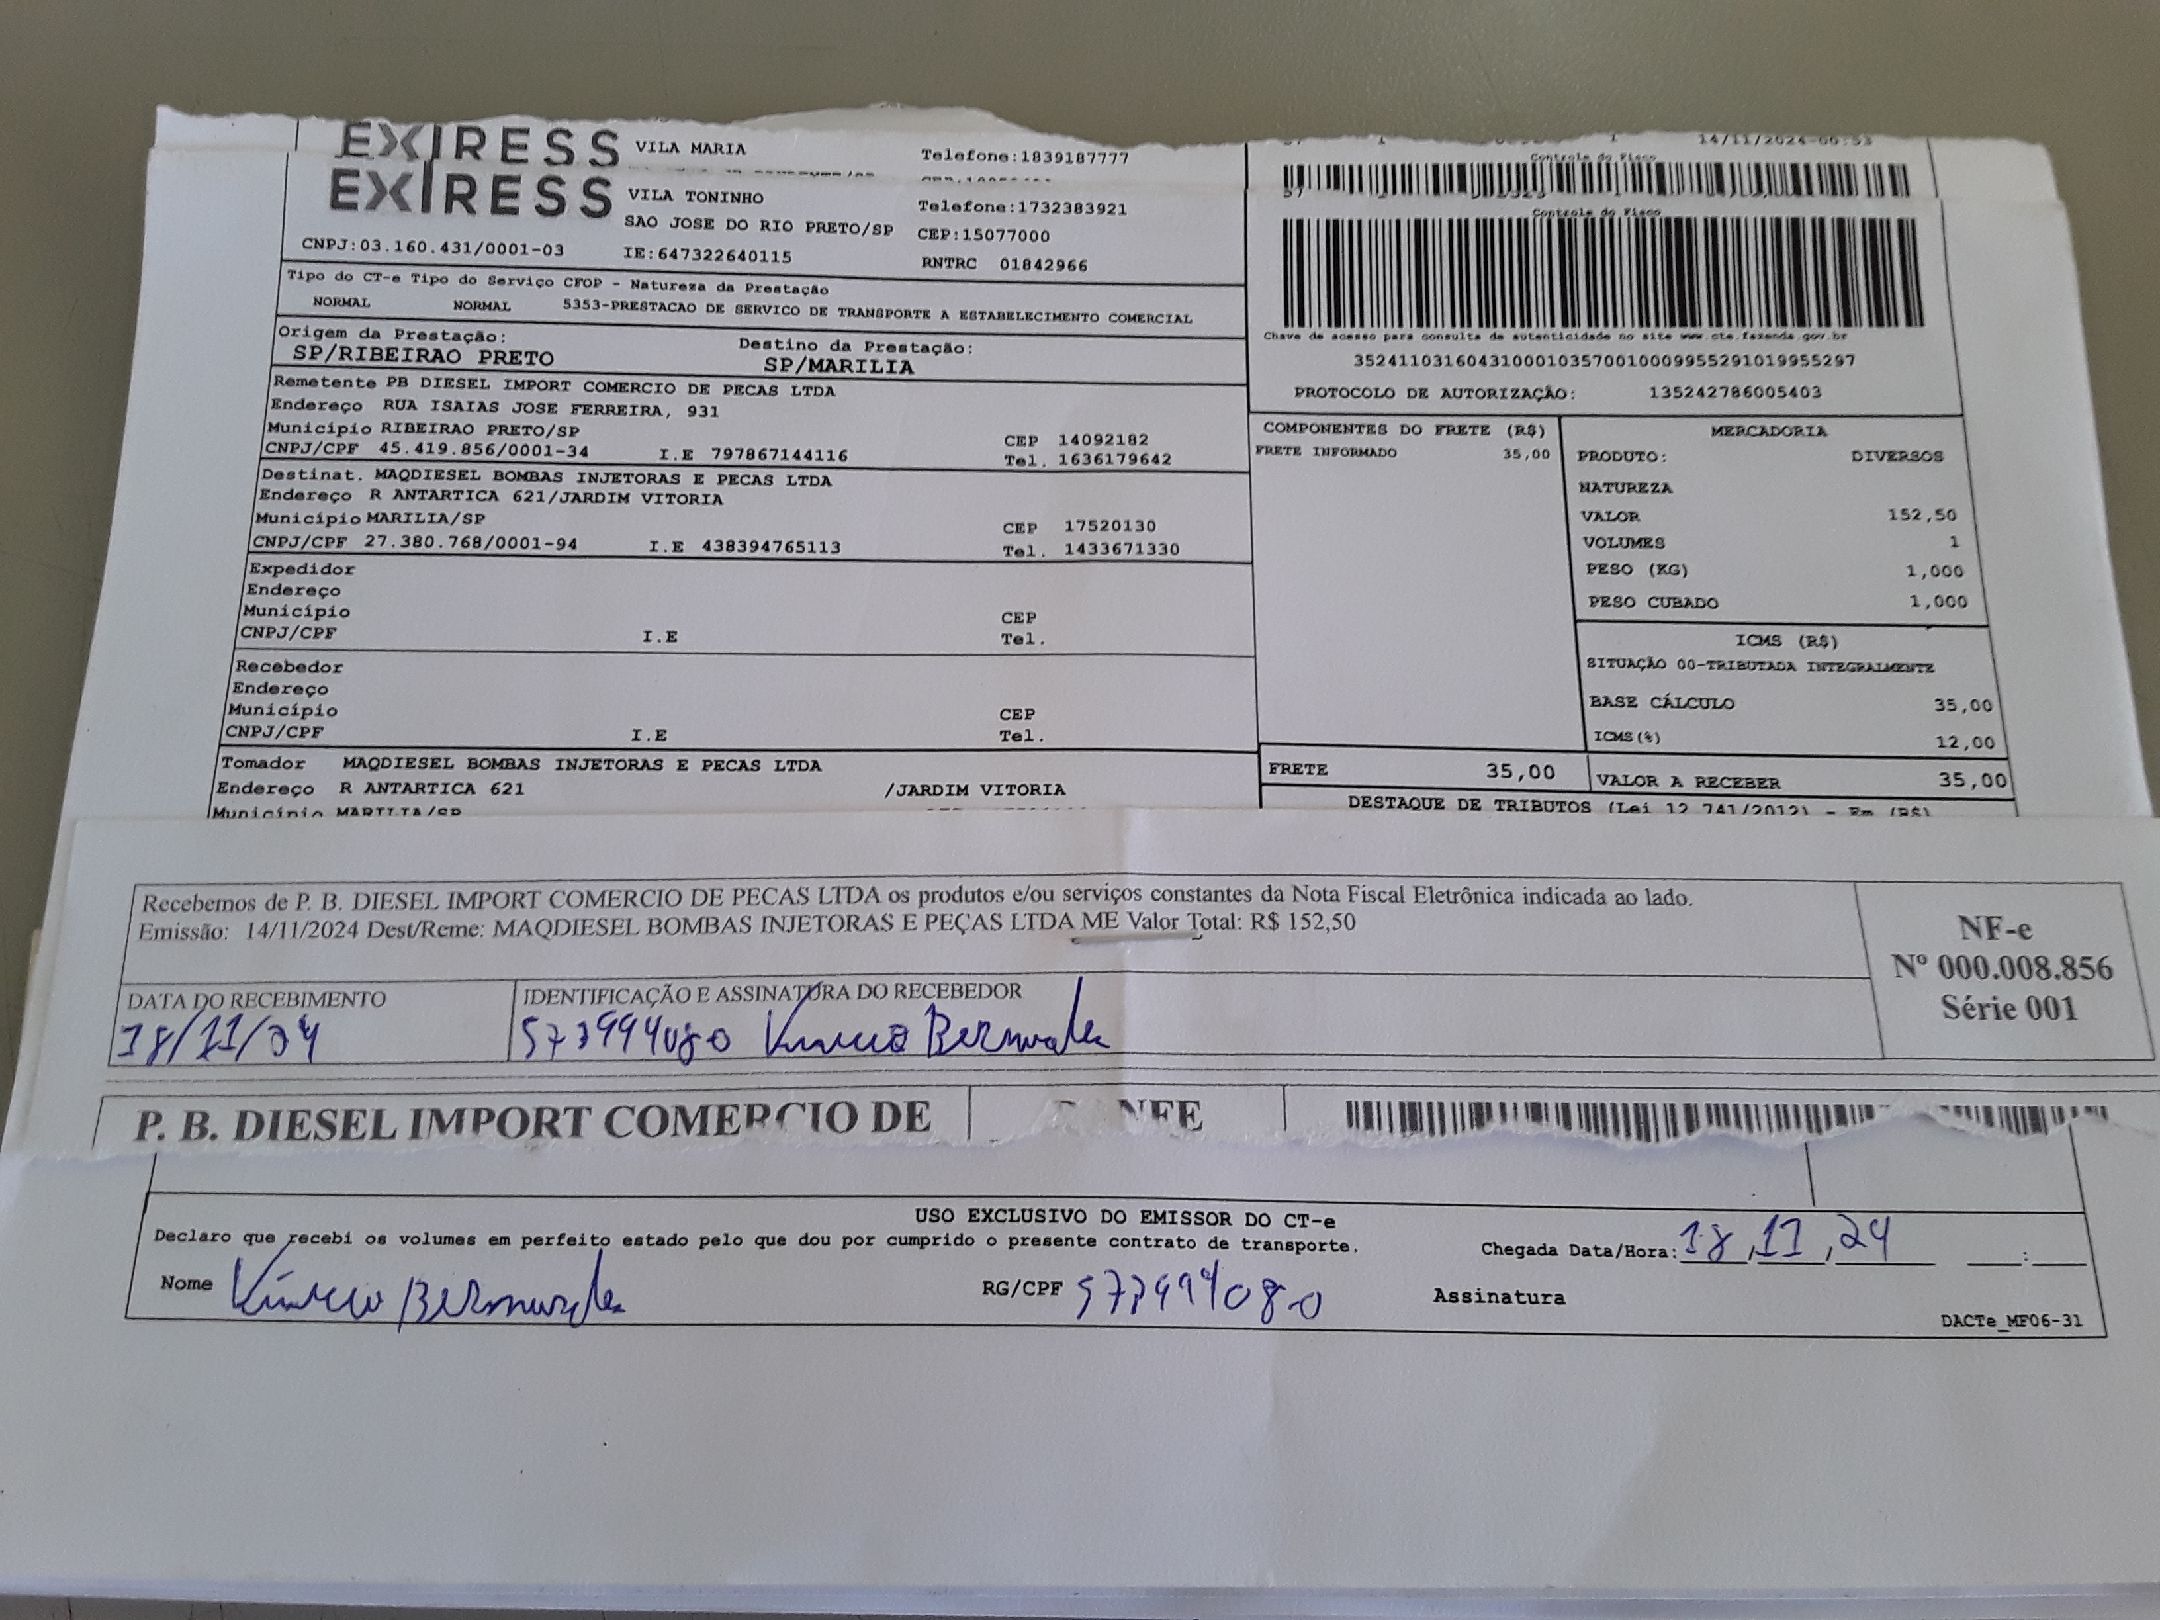 EXIRESS VILA MARIA Telefone:1839187777 14/11/2024
Controle do Fisco
EXIRESS VILA TONINHO Telefone:1732383921
SAO JOSE DO RIO PRETO/SP CEP:15077000
CNPJ:03.160.431/0001-03 IE:647322640115 RNTRC 01842966
Controle do Fisco
Tipo do CT-e Tipo do Serviço CFOP - Natureza da Prestação
NORMAL NORMAL 5353-PRESTACAO DE SERVICO DE TRANSPORTE A ESTABELECIMENTO COMERCIAL
Origem da Prestação: Destino da Prestação:
SP/RIBEIRAO PRETO SP/MARILIA
Chave de acesso para consulta de autenticidade no site www.cte.fazenda.gov.br
35241103160431000103570010009955291019955297
PROTOCOLO DE AUTORIZAÇÃO: 135242786005403
Remetente PB DIESEL IMPORT COMERCIO DE PECAS LTDA
Endereço RUA ISAIAS JOSE FERREIRA, 931
Município RIBEIRAO PRETO/SP CEP 14092182
CNPJ/CPF 45.419.856/0001-34 I.E 797867144116 Tel. 1636179642
Destinat. MAQDIESEL BOMBAS INJETORAS E PECAS LTDA
Endereço R ANTARTICA 621/JARDIM VITORIA
Município MARILIA/SP CEP 17520130
CNPJ/CPF 27.380.768/0001-94 I.E 438394765113 Tel. 1433671330
Expedidor
Endereço
Município CEP
CNPJ/CPF I.E Tel.
Recebedor
Endereço
Município CEP
CNPJ/CPF I.E Tel.
Tomador MAQDIESEL BOMBAS INJETORAS E PECAS LTDA
Endereço R ANTARTICA 621 /JARDIM VITORIA
Município MARILIA/SP
COMPONENTES DO FRETE (R$)
FRETE INFORMADO 35,00
MERCADORIA
PRODUTO: DIVERSOS
NATUREZA
VALOR 152,50
VOLUMES 1
PESO (KG) 1,000
PESO CUBADO 1,000
ICMS (R$)
SITUAÇÃO 00-TRIBUTADA INTEGRALMENTE
BASE CÁLCULO 35,00
ICMS(%) 12,00
FRETE 35,00 VALOR A RECEBER 35,00
DESTAQUE DE TRIBUTOS (Lei 12.741/2012) - Em (R$)
Recebemos de P. B. DIESEL IMPORT COMERCIO DE PECAS LTDA os produtos e/ou serviços constantes da Nota Fiscal Eletrônica indicada ao lado.
Emissão: 14/11/2024 Dest/Reme: MAQDIESEL BOMBAS INJETORAS E PEÇAS LTDA ME Valor Total: R$ 152,50
NF-e
Nº 000.008.856
Série 001
DATA DO RECEBIMENTO IDENTIFICAÇÃO E ASSINATURA DO RECEBEDOR
18/11/24
P. B. DIESEL IMPORT COMERCIO DE DANFE
USO EXCLUSIVO DO EMISSOR DO CT-e
Declaro que recebi os volumes em perfeito estado pelo que dou por cumprido o presente contrato de transporte.
Chegada Data/Hora: 18/11/24 :
Nome RG/CPF Assinatura
DACTe_MF06-31